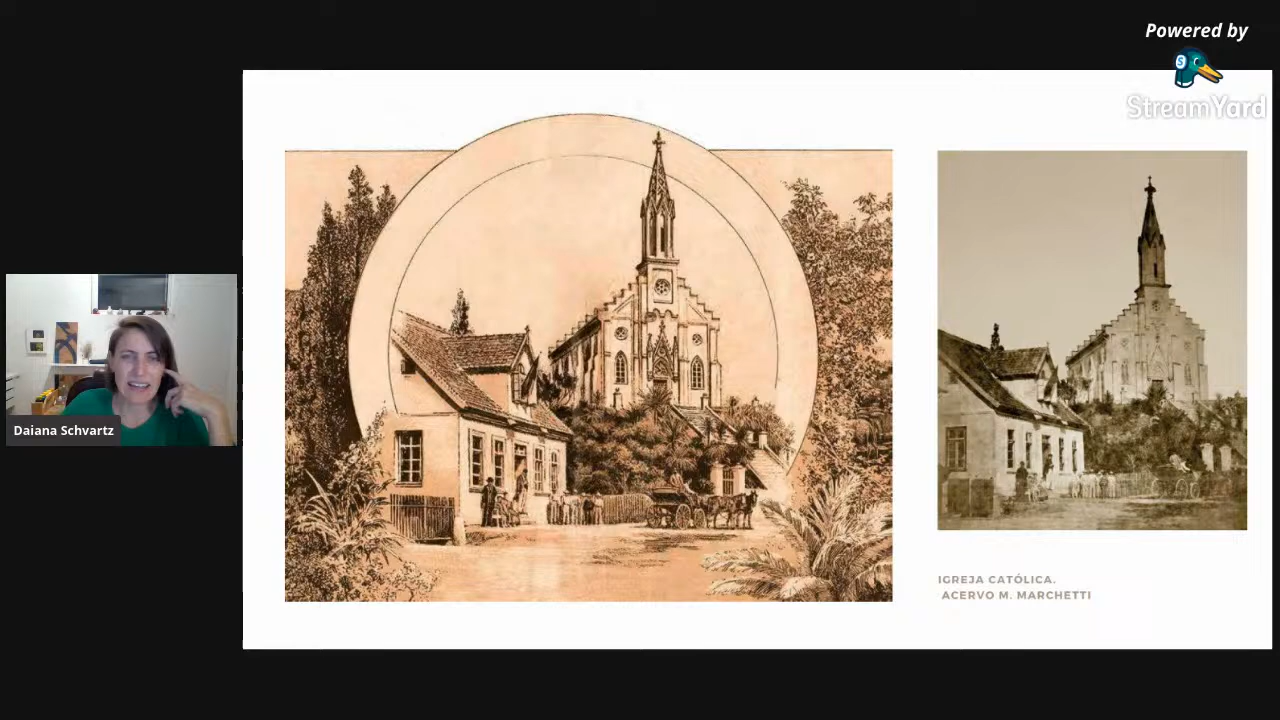 Powered by
StreamYard
Daiana Schvartz
IGREJA CATÓLICA.
ACERVO M. MARCHETTI